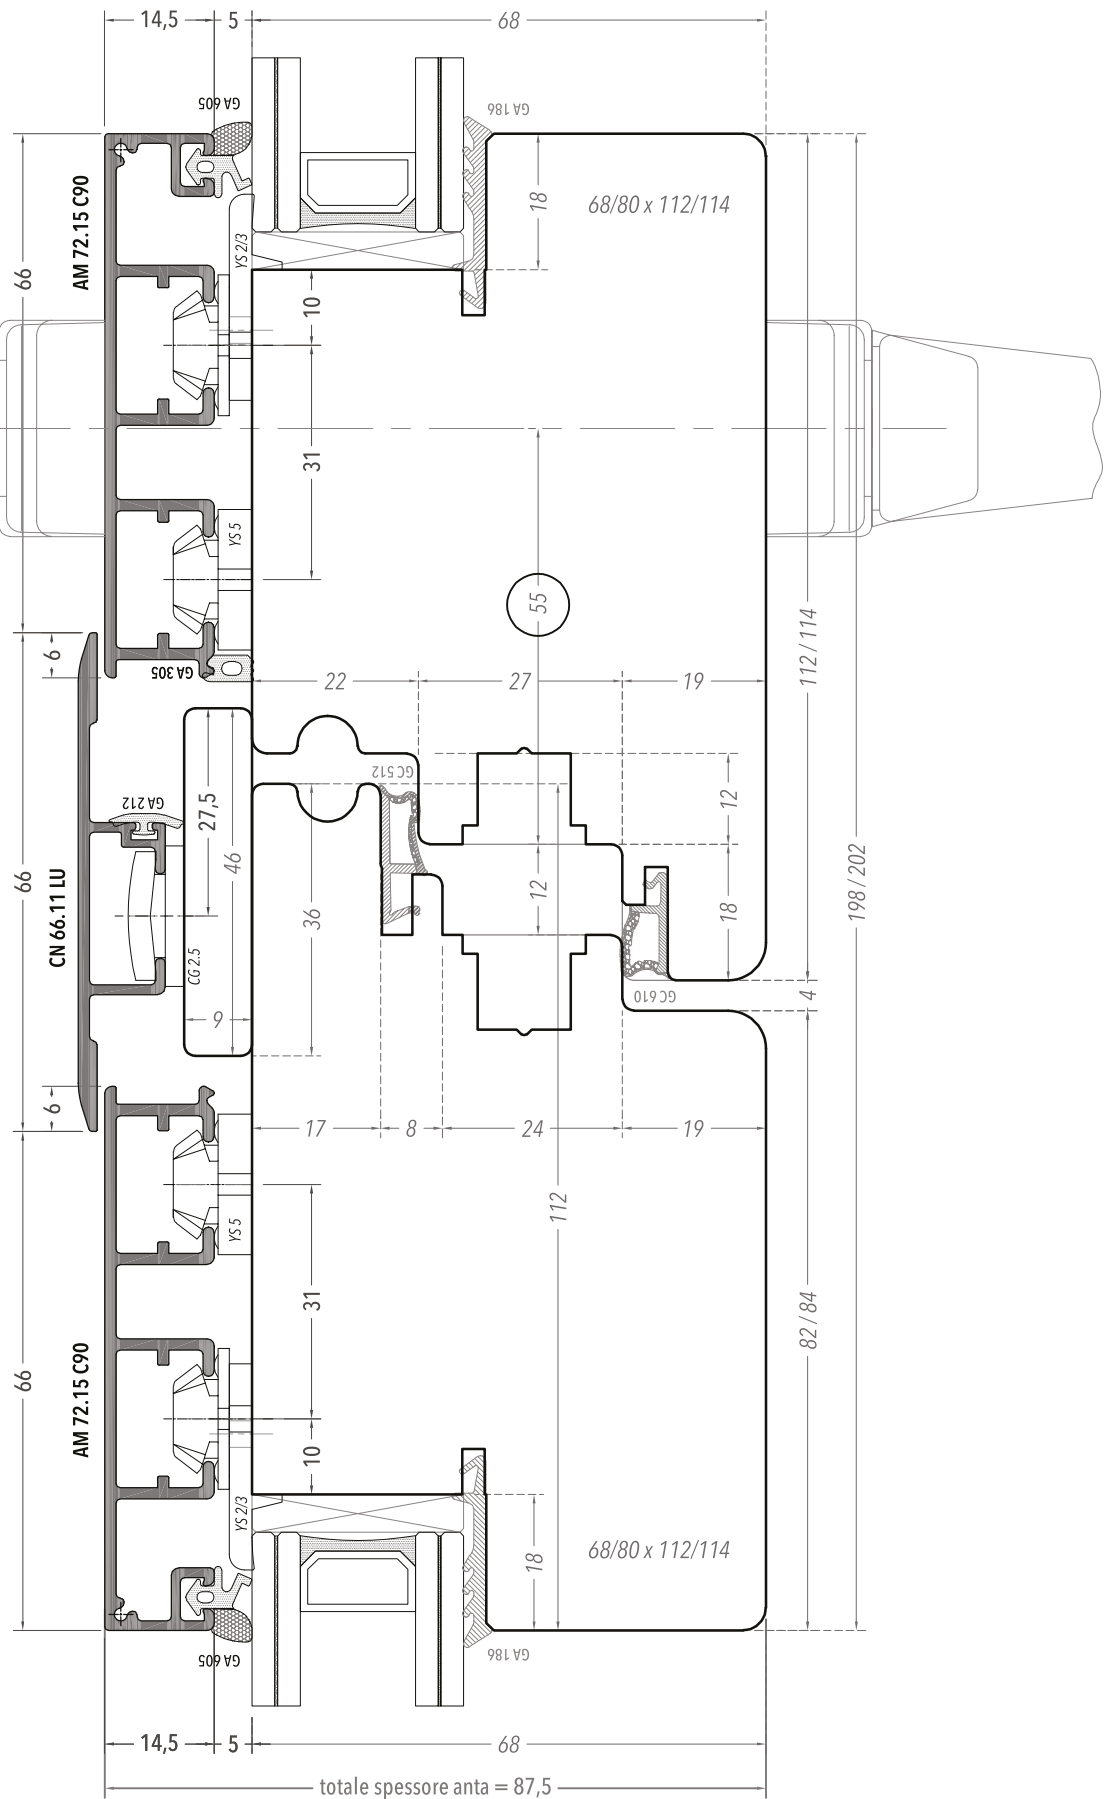 14,5
5
68
GA 605
GA 186
18
68/80 x 112/114
AM 72.15 C90
66
YS 2/3
10
31
YS 5
55
112 / 114
6
GA 305
22
27
19
GC 512
12
GA 212
27,5
46
66
CN 66.11 LU
36
12
18
198 / 202
CG 2.5
GC 610
4
9
6
17
8
24
19
112
YS 5
31
82 / 84
66
AM 72.15 C90
10
YS 2/3
18
68/80 x 112/114
GA 605
GA 186
14,5
5
68
totale spessore anta = 87,5